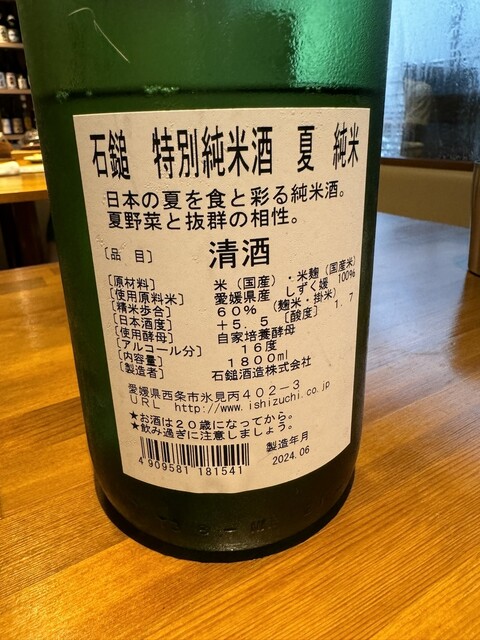 石鎚 特別純米酒 夏 純米
日本の夏を食と彩る純米酒。
夏野菜と抜群の相性。
〔品 目〕 清酒
〔原材料〕 米（国産）・米麹（国産米）
〔使用原料米〕 愛媛県産 しずく媛 100%
〔精米歩合〕 60%（麹米・掛米）
〔日本酒度〕 +5.5 〔酸度〕 1.7
〔使用酵母〕 自家培養酵母
〔アルコール分〕 16度
〔内容量〕 1800ml
〔製造者〕 石鎚酒造株式会社
愛媛県西条市氷見丙402-3
URL http://www.ishizuchi.co.jp
★お酒は20歳になってから。
★飲み過ぎに注意しましょう。
4 909581 181541
製造年月
2024.06